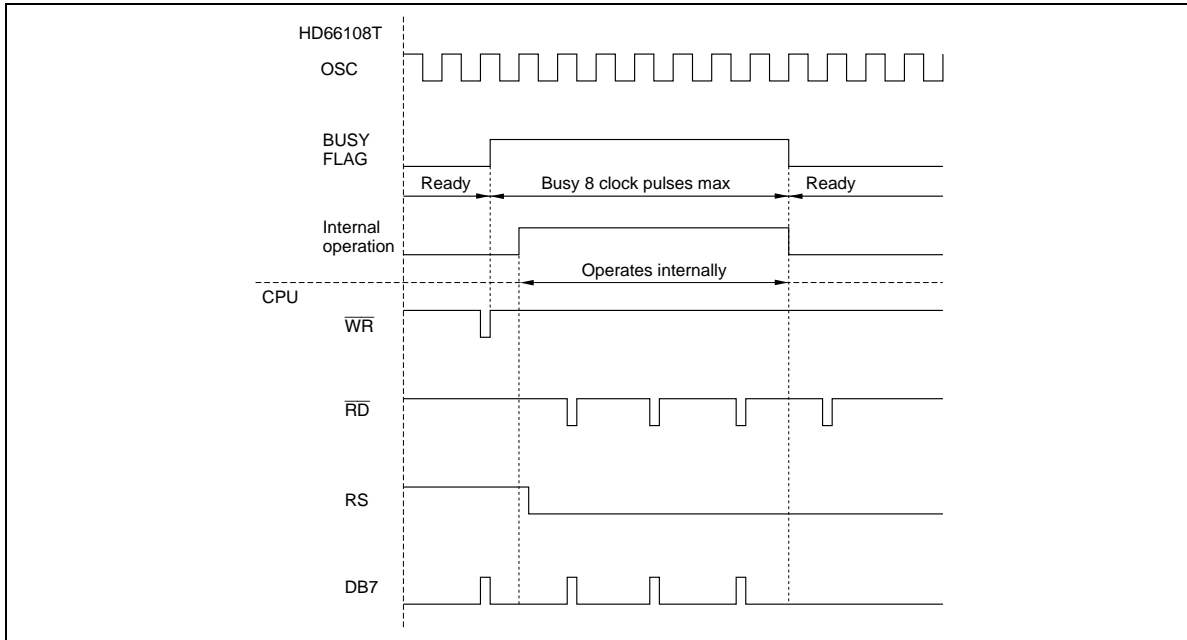 HD66108T
OSC
BUSY
FLAG
Ready
Busy 8 clock pulses max
Ready
Internal
operation
Operates internally
CPU
WR
RD
RS
DB7